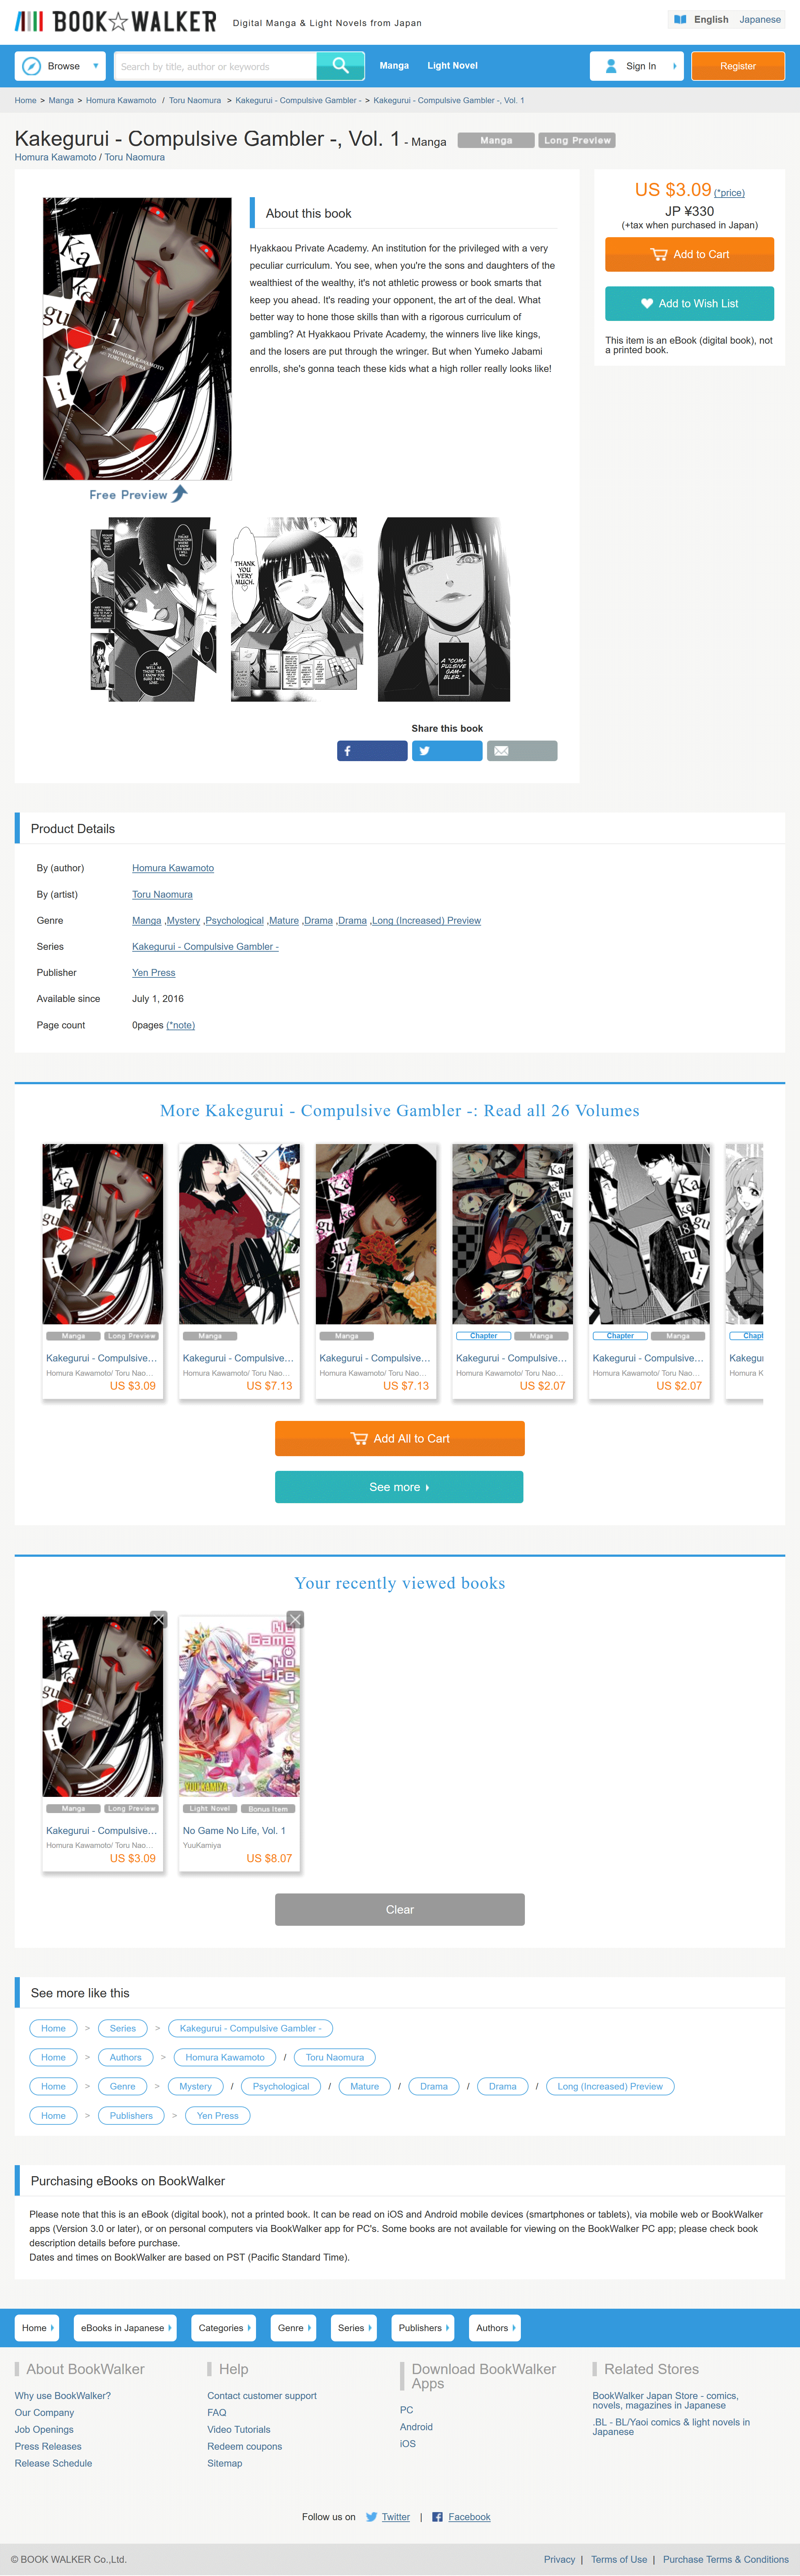 BOOK☆WALKER
Digital Manga & Light Novels from Japan
English Japanese
Browse
Search by title, author or keywords
Manga Light Novel
Sign In
Register
Home > Manga > Homura Kawamoto / Toru Naomura > Kakegurui - Compulsive Gambler - > Kakegurui - Compulsive Gambler -, Vol. 1
Kakegurui - Compulsive Gambler -, Vol. 1 - Manga Manga Long Preview
Homura Kawamoto / Toru Naomura
Kakegurui
1
HOMURA KAWAMOTO
TORU NAOMURA
Free Preview
About this book
Hyakkaou Private Academy. An institution for the privileged with a very
peculiar curriculum. You see, when you're the sons and daughters of the
wealthiest of the wealthy, it's not athletic prowess or book smarts that
keep you ahead. It's reading your opponent, the art of the deal. What
better way to hone those skills than with a rigorous curriculum of
gambling? At Hyakkaou Private Academy, the winners live like kings,
and the losers are put through the wringer. But when Yumeko Jabami
enrolls, she's gonna teach these kids what a high roller really looks like!
US $3.09 (*price)
JP ¥330
(+tax when purchased in Japan)
Add to Cart
Add to Wish List
This item is an eBook (digital book), not
a printed book.
THANK
YOU
VERY
MUCH.
A "COM-
PULSIVE
GAM-
BLER."
Share this book
Product Details
By (author) Homura Kawamoto
By (artist) Toru Naomura
Genre Manga ,Mystery ,Psychological ,Mature ,Drama ,Drama ,Long (Increased) Preview
Series Kakegurui - Compulsive Gambler -
Publisher Yen Press
Available since July 1, 2016
Page count 0pages (*note)
More Kakegurui - Compulsive Gambler -: Read all 26 Volumes
Manga Long Preview
Kakegurui - Compulsive...
Homura Kawamoto/ Toru Nao...
US $3.09
Manga
Kakegurui - Compulsive...
Homura Kawamoto/ Toru Nao...
US $7.13
Manga
Kakegurui - Compulsive...
Homura Kawamoto/ Toru Nao...
US $7.13
Chapter Manga
Kakegurui - Compulsive...
Homura Kawamoto/ Toru Nao...
US $2.07
Chapter Manga
Kakegurui - Compulsive...
Homura Kawamoto/ Toru Nao...
US $2.07
Add All to Cart
See more
Your recently viewed books
Manga Long Preview
Kakegurui - Compulsive...
Homura Kawamoto/ Toru Nao...
US $3.09
No Game No Life 1
YUU KAMIYA
Light Novel Bonus Item
No Game No Life, Vol. 1
YuuKamiya
US $8.07
Clear
See more like this
Home > Series > Kakegurui - Compulsive Gambler -
Home > Authors > Homura Kawamoto / Toru Naomura
Home > Genre > Mystery / Psychological / Mature / Drama / Drama / Long (Increased) Preview
Home > Publishers > Yen Press
Purchasing eBooks on BookWalker
Please note that this is an eBook (digital book), not a printed book. It can be read on iOS and Android mobile devices (smartphones or tablets), via mobile web or BookWalker
apps (Version 3.0 or later), or on personal computers via BookWalker app for PC's. Some books are not available for viewing on the BookWalker PC app; please check book
description details before purchase.
Dates and times on BookWalker are based on PST (Pacific Standard Time).
Home eBooks in Japanese Categories Genre Series Publishers Authors
About BookWalker
Why use BookWalker?
Our Company
Job Openings
Press Releases
Release Schedule
Help
Contact customer support
FAQ
Video Tutorials
Redeem coupons
Sitemap
Download BookWalker
Apps
PC
Android
iOS
Related Stores
BookWalker Japan Store - comics,
novels, magazines in Japanese
.BL - BL/Yaoi comics & light novels in
Japanese
Follow us on Twitter | Facebook
© BOOK WALKER Co.,Ltd.
Privacy | Terms of Use | Purchase Terms & Conditions